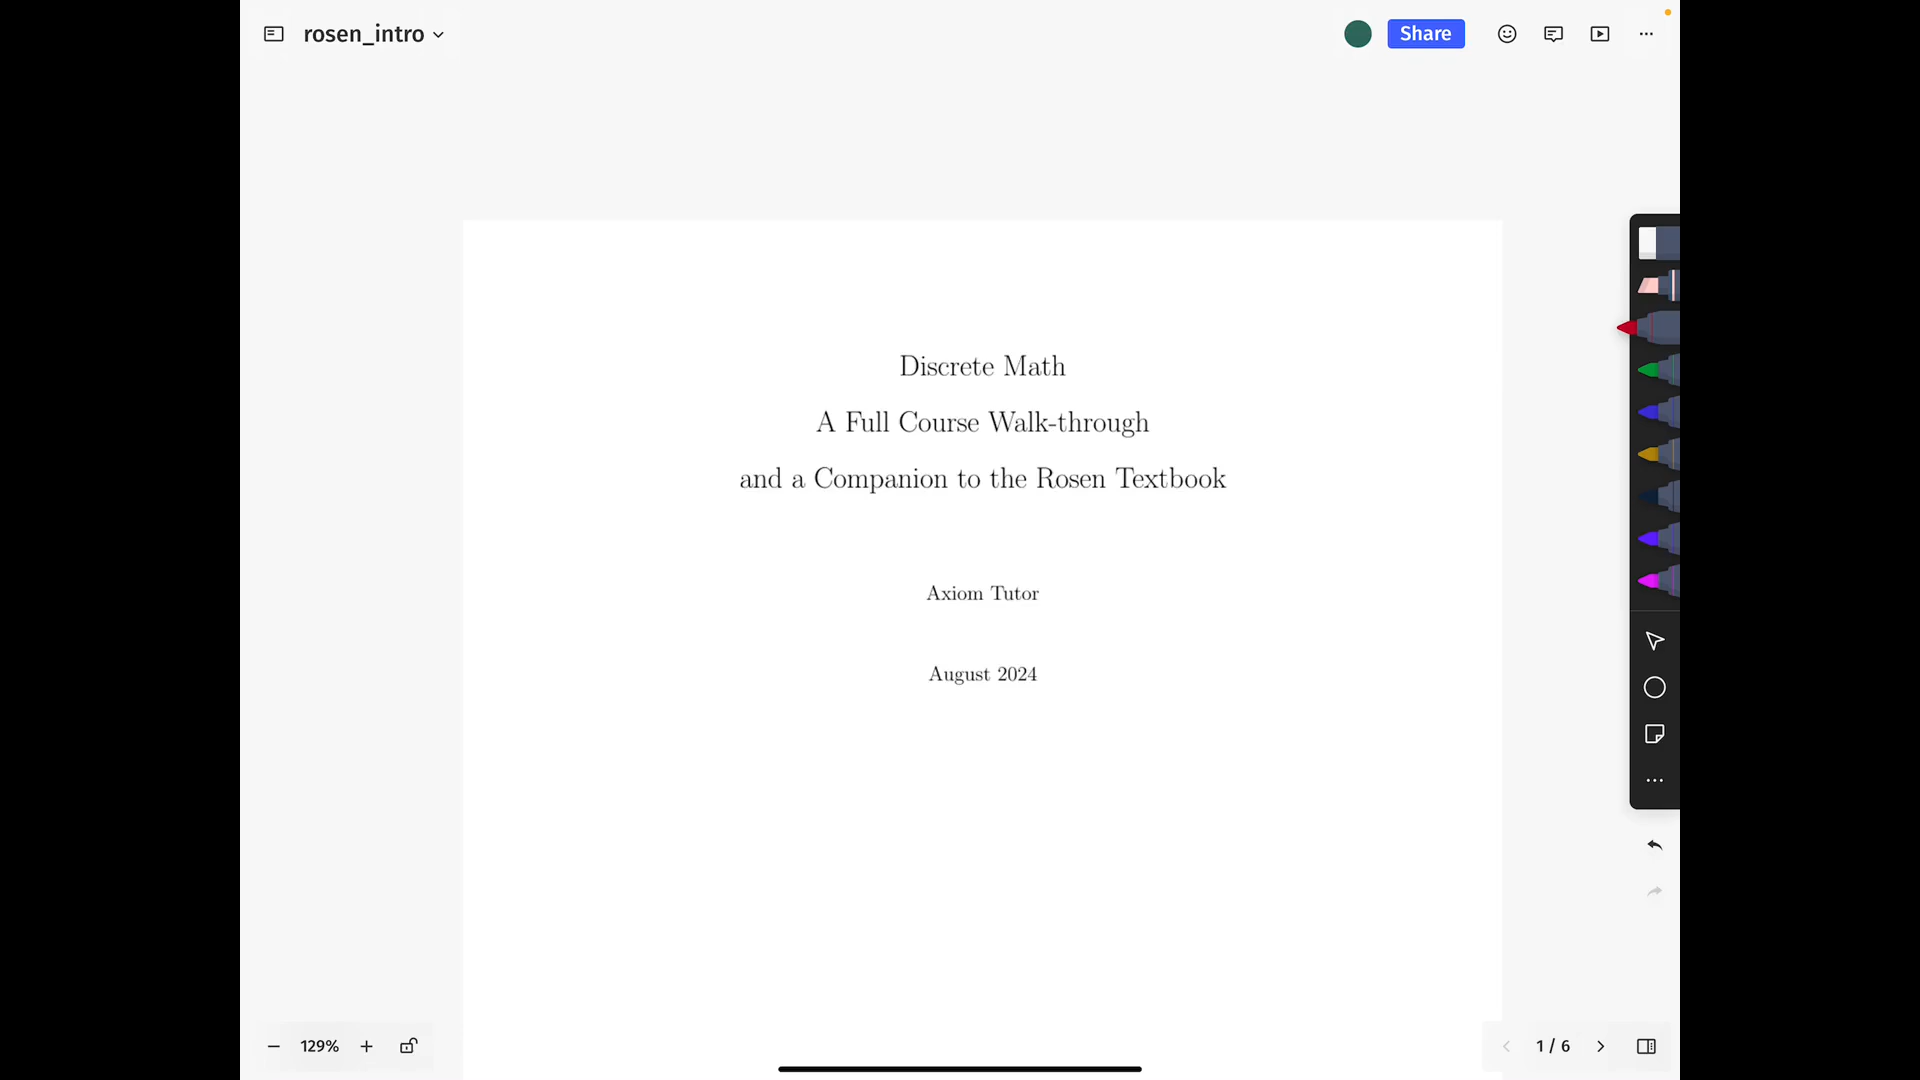 rosen_intro
Share
Discrete Math
A Full Course Walk-through
and a Companion to the Rosen Textbook
Axiom Tutor
August 2024
129%
1 / 6